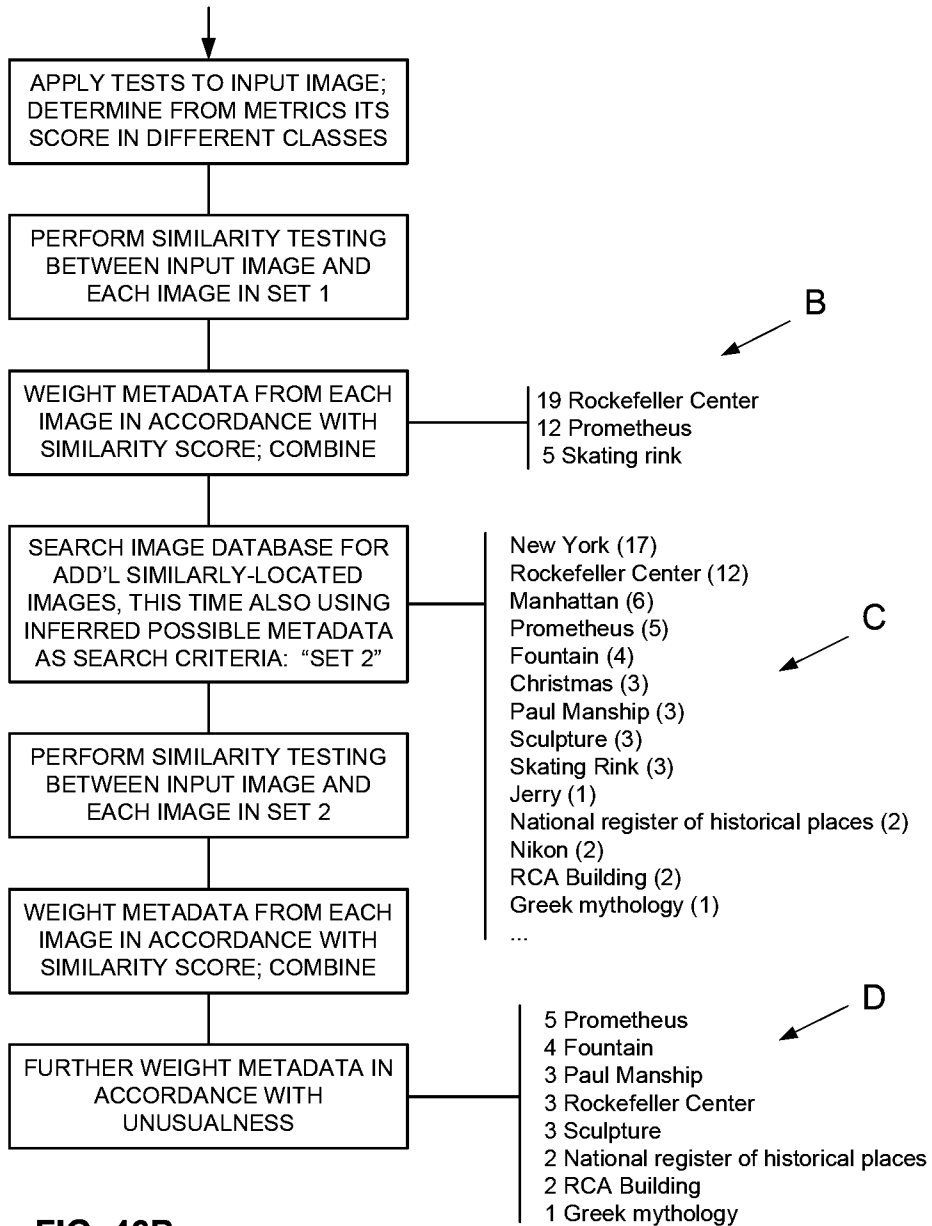 APPLY TESTS TO INPUT IMAGE;
DETERMINE FROM METRICS ITS
SCORE IN DIFFERENT CLASSES
PERFORM SIMILARITY TESTING
BETWEEN INPUT IMAGE AND
EACH IMAGE IN SET 1
B
WEIGHT METADATA FROM EACH
IMAGE IN ACCORDANCE WITH
SIMILARITY SCORE; COMBINE
19 Rockefeller Center
12 Prometheus
5 Skating rink
SEARCH IMAGE DATABASE FOR
ADD'L SIMILARLY-LOCATED
IMAGES, THIS TIME ALSO USING
INFERRED POSSIBLE METADATA
AS SEARCH CRITERIA: “SET 2”
New York (17)
Rockefeller Center (12)
Manhattan (6)
Prometheus (5)
Fountain (4)
Christmas (3)
Paul Manship (3)
Sculpture (3)
Skating Rink (3)
Jerry (1)
National register of historical places (2)
Nikon (2)
RCA Building (2)
Greek mythology (1)
...
C
PERFORM SIMILARITY TESTING
BETWEEN INPUT IMAGE AND
EACH IMAGE IN SET 2
WEIGHT METADATA FROM EACH
IMAGE IN ACCORDANCE WITH
SIMILARITY SCORE; COMBINE
D
FURTHER WEIGHT METADATA IN
ACCORDANCE WITH
UNUSUALNESS
5 Prometheus
4 Fountain
3 Paul Manship
3 Rockefeller Center
3 Sculpture
2 National register of historical places
2 RCA Building
1 Greek mythology